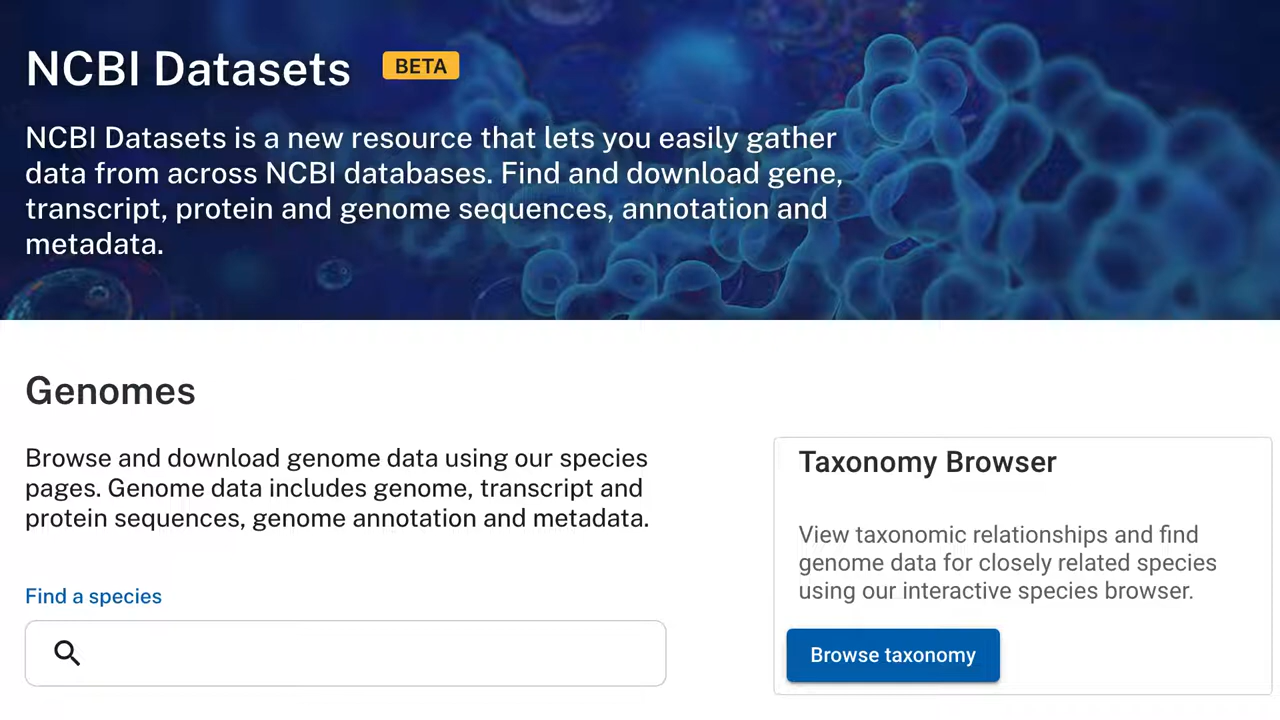 NCBI Datasets BETA
NCBI Datasets is a new resource that lets you easily gather
data from across NCBI databases. Find and download gene,
transcript, protein and genome sequences, annotation and
metadata.
Genomes
Browse and download genome data using our species
pages. Genome data includes genome, transcript and
protein sequences, genome annotation and metadata.
Find a species
Taxonomy Browser
View taxonomic relationships and find
genome data for closely related species
using our interactive species browser.
Browse taxonomy